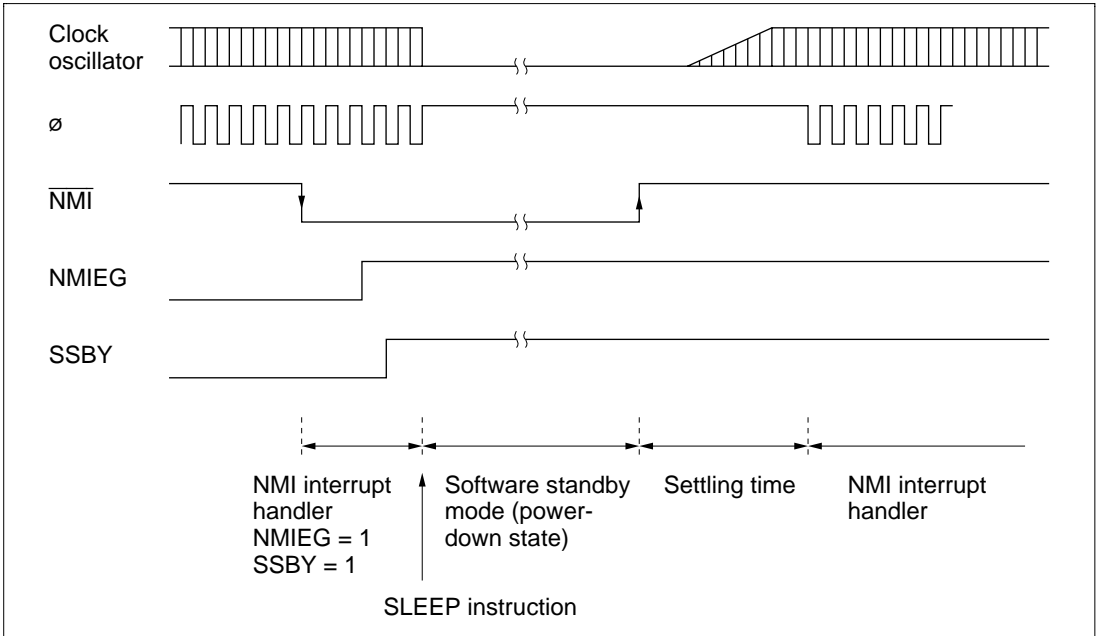 Clock
oscillator
ø
NMI
NMIEG
SSBY
NMI interrupt
handler
NMIEG = 1
SSBY = 1
Software standby
mode (power-
down state)
Settling time
NMI interrupt
handler
SLEEP instruction